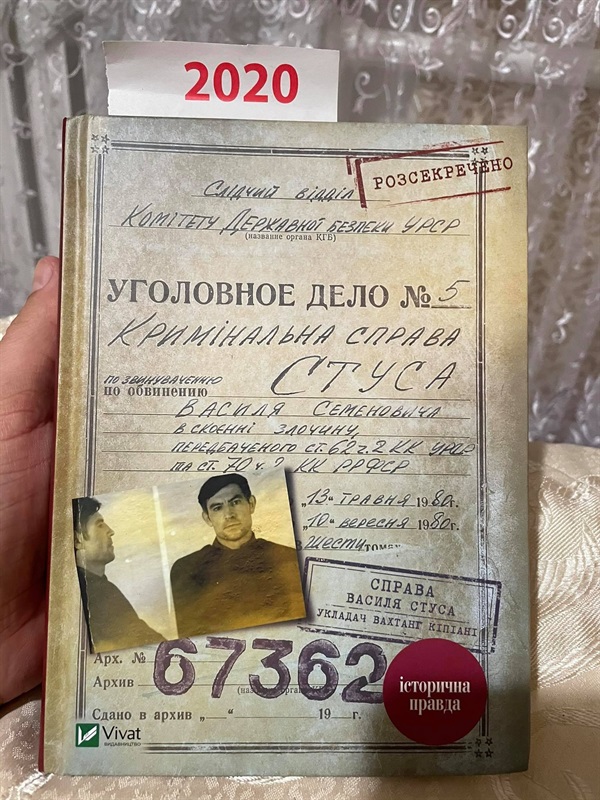 2020
РОЗСЕКРЕЧЕНО
Слідчий відділ
Комітету Державної безпеки УРСР
(название органа КГБ)
УГОЛОВНОЕ ДЕЛО № 5
Кримінальна справа
Стуса
по звинуваченню
по обвинению
Василя Семеновича
в скоєнні злочину,
передбаченого ст. 62 ч. 2 КК УРСР
та ст. 70 ч. КК РРФСР
„13" травня 1980г.
„10" вересня 1980г.
шести томах
СПРАВА
ВАСИЛЯ СТУСА
УКЛАДАЧ ВАХТАНГ КІПІАНІ
Арх. № 67362
Архив
Сдано в архив „ — " 19 — г.
історична
правда
Vivat
ВИДАВНИЦТВО